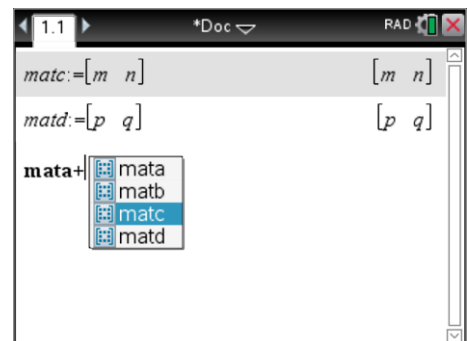 1.1 *Doc RAD
matc:=[m n] [m n]
matd:=[p q] [p q]
mata+ mata
matb
matc
matd